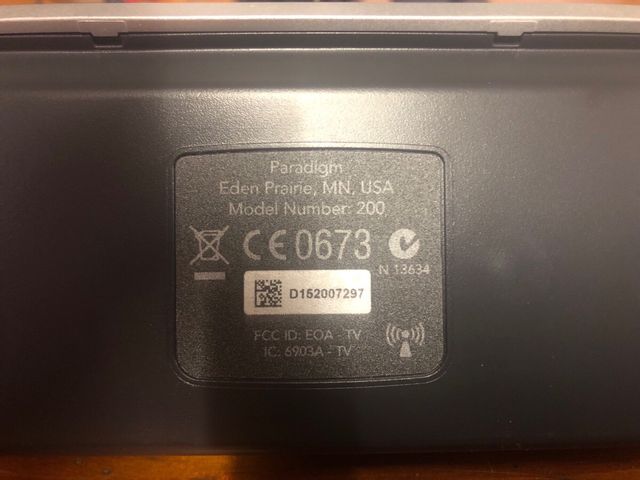 Paradigm
Eden Prairie, MN, USA
Model Number: 200
CE 0673
N 13634
D152007297
FCC ID: EOA - TV
IC: 6903A - TV